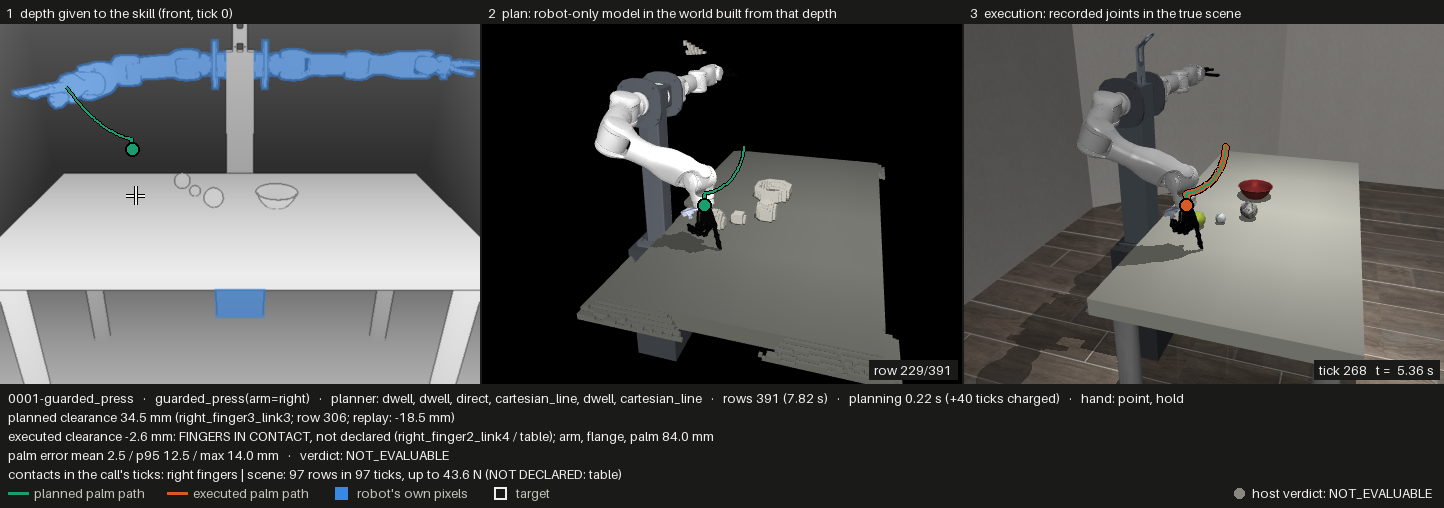 1 depth given to the skill (front, tick 0)
2 plan: robot-only model in the world built from that depth
3 execution: recorded joints in the true scene
row 229/391
tick 268 t = 5.36 s
0001-guarded_press · guarded_press(arm=right) · planner: dwell, dwell, direct, cartesian_line, dwell, cartesian_line · rows 391 (7.82 s) · planning 0.22 s (+40 ticks charged) · hand: point, hold
planned clearance 34.5 mm (right_finger3_link3; row 306; replay: -18.5 mm)
executed clearance -2.6 mm: FINGERS IN CONTACT, not declared (right_finger2_link4 / table); arm, flange, palm 84.0 mm
palm error mean 2.5 / p95 12.5 / max 14.0 mm · verdict: NOT_EVALUABLE
contacts in the call's ticks: right fingers | scene: 97 rows in 97 ticks, up to 43.6 N (NOT DECLARED: table)
planned palm path executed palm path robot's own pixels target host verdict: NOT_EVALUABLE